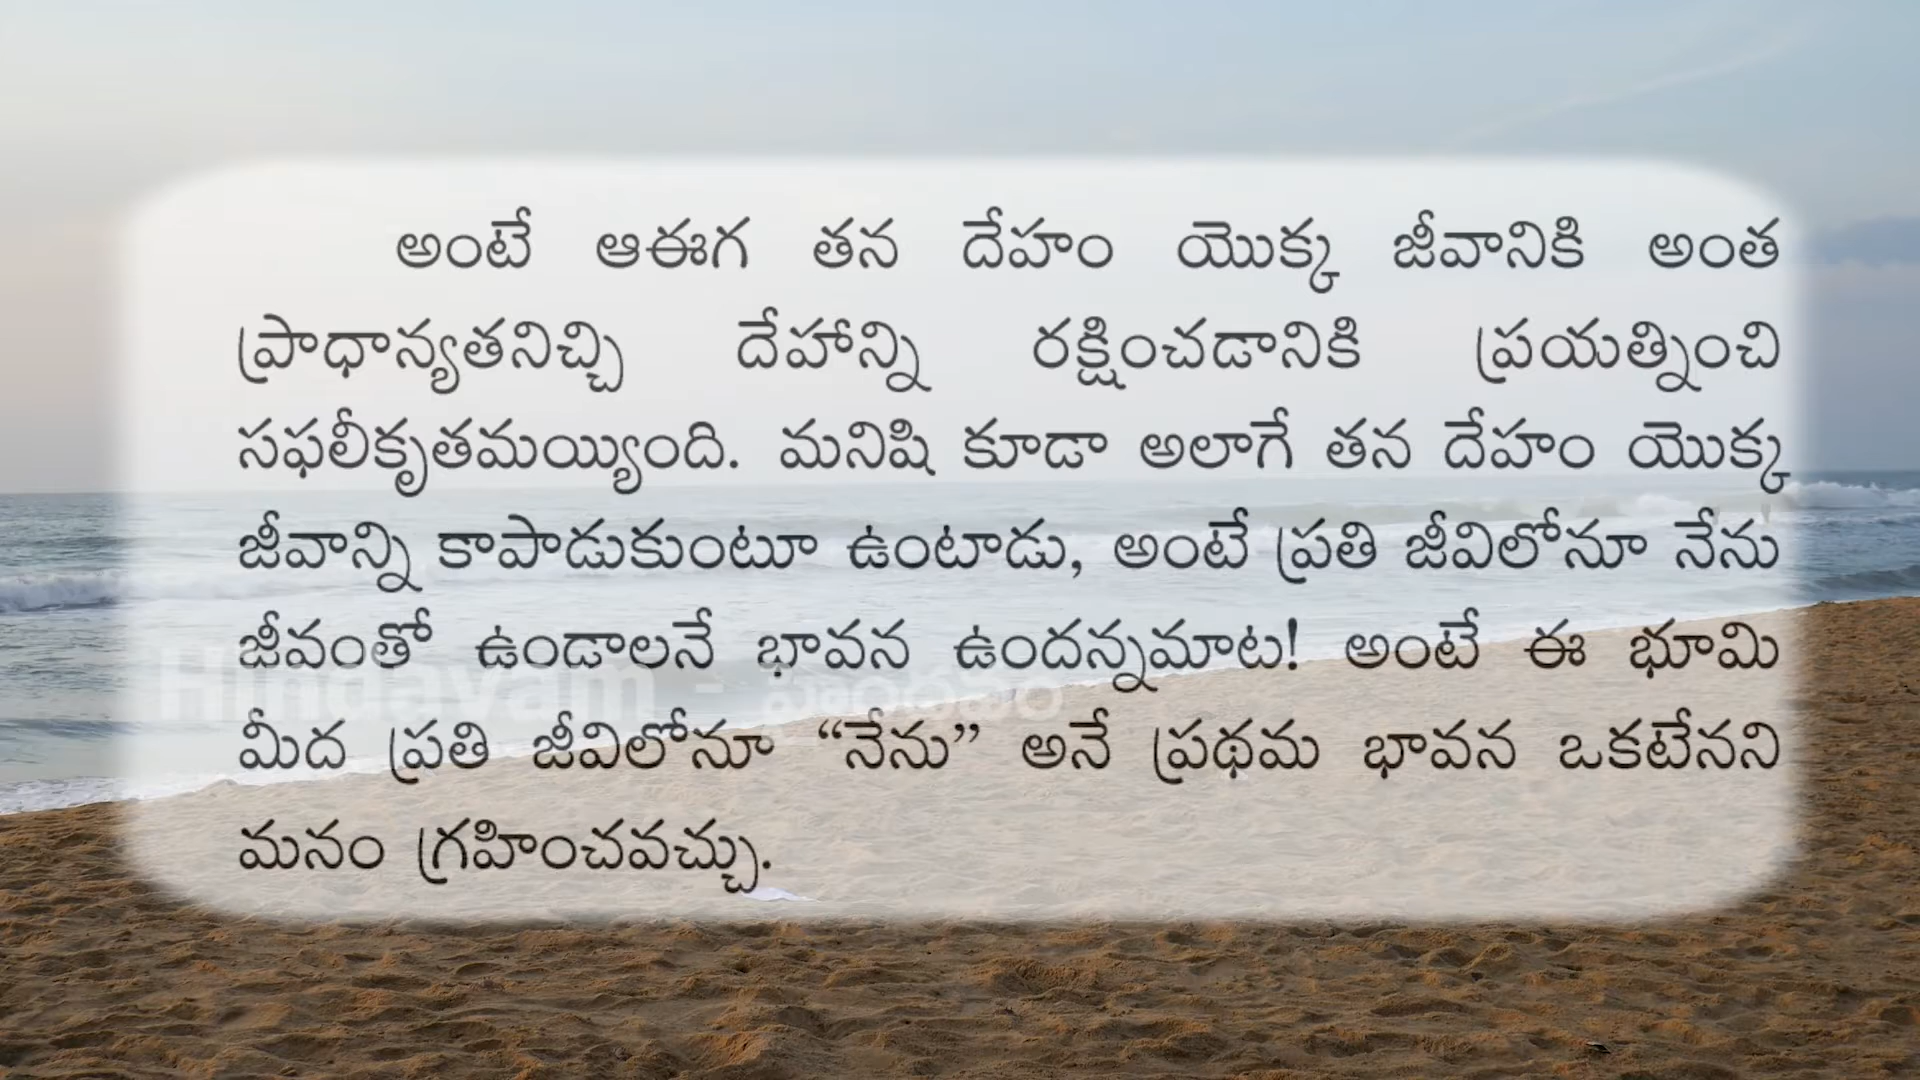 అంటే ఆఈగ తన దేహం యొక్క జీవానికి అంత
ప్రాధాన్యతనిచ్చి దేహాన్ని రక్షించడానికి ప్రయత్నించి
సఫలీకృతమయ్యింది. మనిషి కూడా అలాగే తన దేహం యొక్క
జీవాన్ని కాపాడుకుంటూ ఉంటాడు, అంటే ప్రతి జీవిలోనూ నేను
జీవంతో ఉండాలనే భావన ఉందన్నమాట! అంటే ఈ భూమి
Hindavam -
మీద ప్రతి జీవిలోనూ “నేను” అనే ప్రథమ భావన ఒకటేనని
మనం గ్రహించవచ్చు.